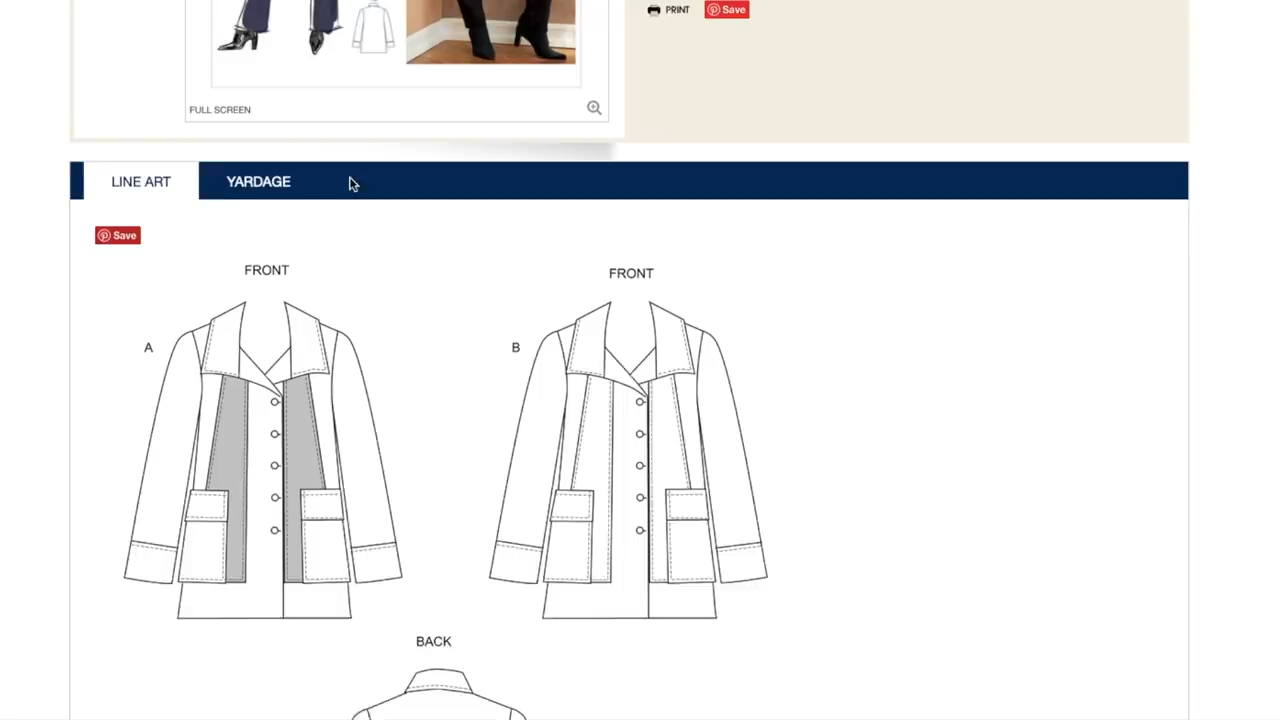 PRINT
Save
FULL SCREEN
LINE ART
YARDAGE
Save
FRONT
FRONT
A
B
BACK